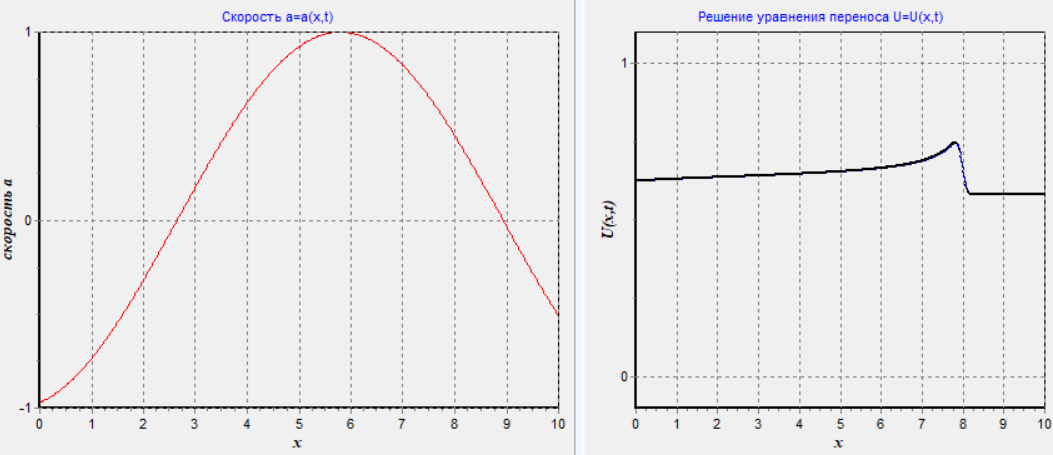 Скорость a=a(x,t)
1
0
-1
скорость a
0 1 2 3 4 5 6 7 8 9 10
x
Решение уравнения переноса U=U(x,t)
1
0
U(x,t)
0 1 2 3 4 5 6 7 8 9 10
x